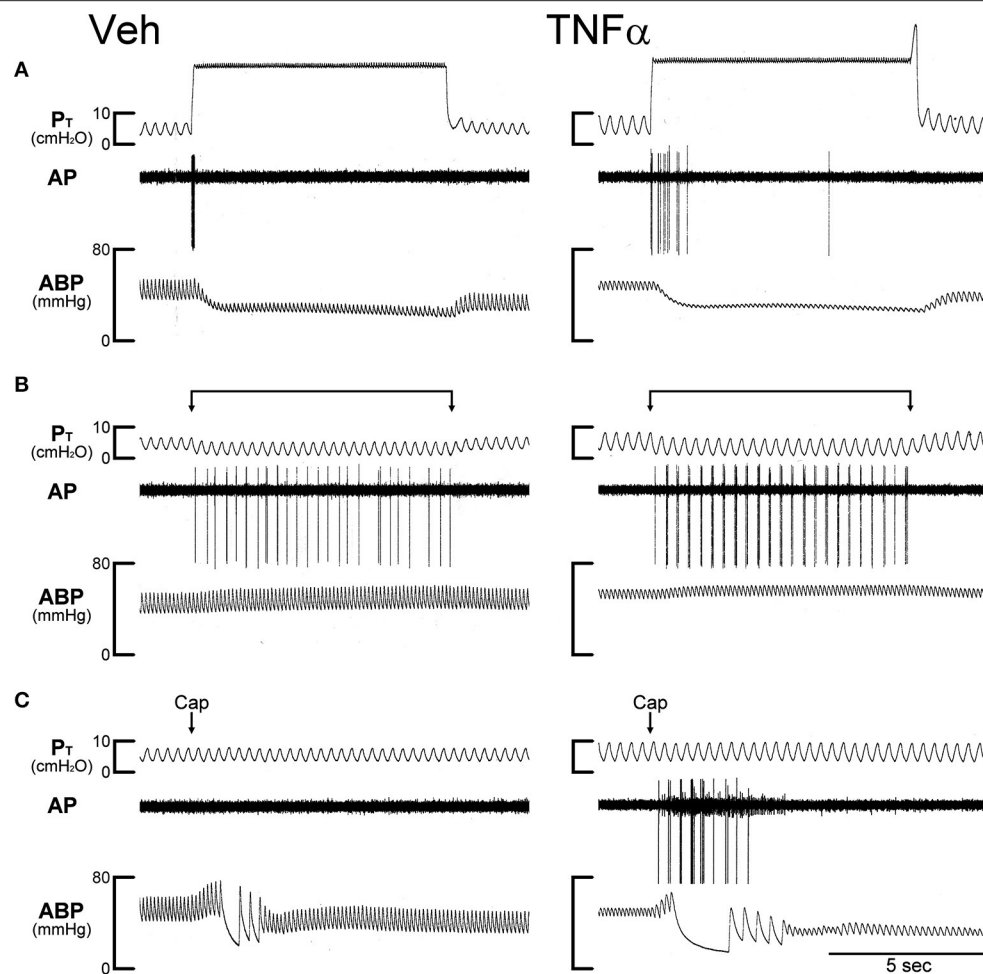 Veh TNFα
A
PT 10
(cmH2O) 0
AP
80
ABP
(mmHg)
0
B
PT 10
(cmH2O) 0
AP
80
ABP
(mmHg)
0
C
Cap Cap
PT 10
(cmH2O) 0
AP
80
ABP
(mmHg)
0
5 sec